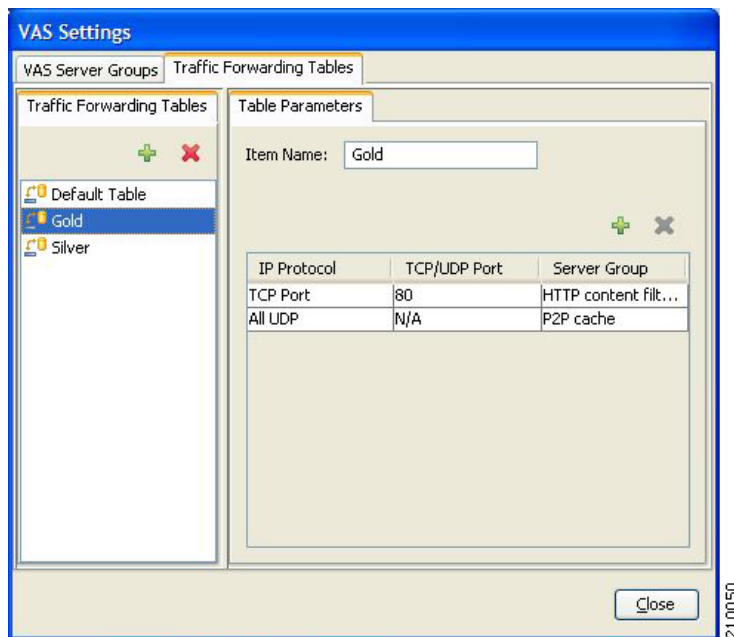 VAS Settings
VAS Server Groups Traffic Forwarding Tables
Traffic Forwarding Tables
Default Table
Gold
Silver
Table Parameters
Item Name: Gold
IP Protocol TCP/UDP Port Server Group
TCP Port 80 HTTP content filt...
All UDP N/A P2P cache
Close
210050